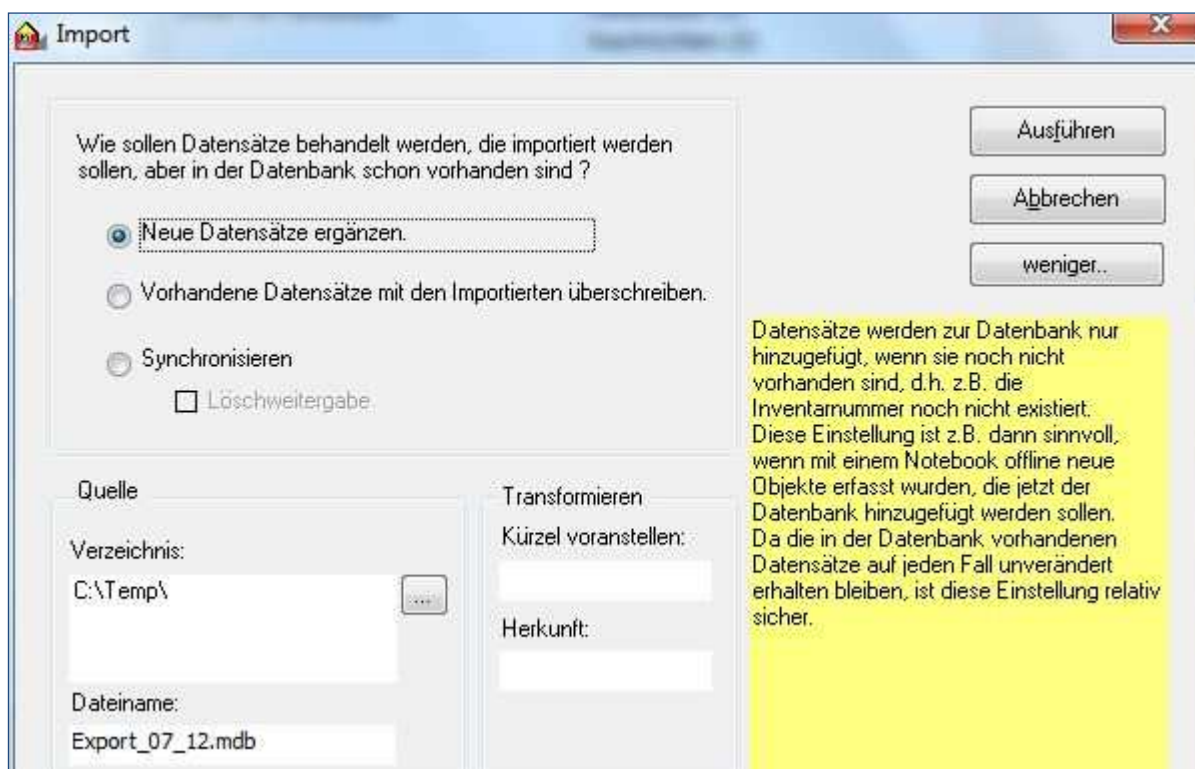 Import
Wie sollen Datensätze behandelt werden, die importiert werden
sollen, aber in der Datenbank schon vorhanden sind ?
Neue Datensätze ergänzen.
Vorhandene Datensätze mit den Importierten überschreiben.
Synchronisieren
Löschweitergabe
Ausführen
Abbrechen
weniger..
Datensätze werden zur Datenbank nur
hinzugefügt, wenn sie noch nicht
vorhanden sind, d.h. z.B. die
Inventarnummer noch nicht existiert.
Diese Einstellung ist z.B. dann sinnvoll,
wenn mit einem Notebook offline neue
Objekte erfasst wurden, die jetzt der
Datenbank hinzugefügt werden sollen.
Da die in der Datenbank vorhandenen
Datensätze auf jeden Fall unverändert
erhalten bleiben, ist diese Einstellung relativ
sicher.
Quelle
Verzeichnis:
C:\Temp\
...
Dateiname:
Export_07_12.mdb
Transformieren
Kürzel voranstellen:
Herkunft: